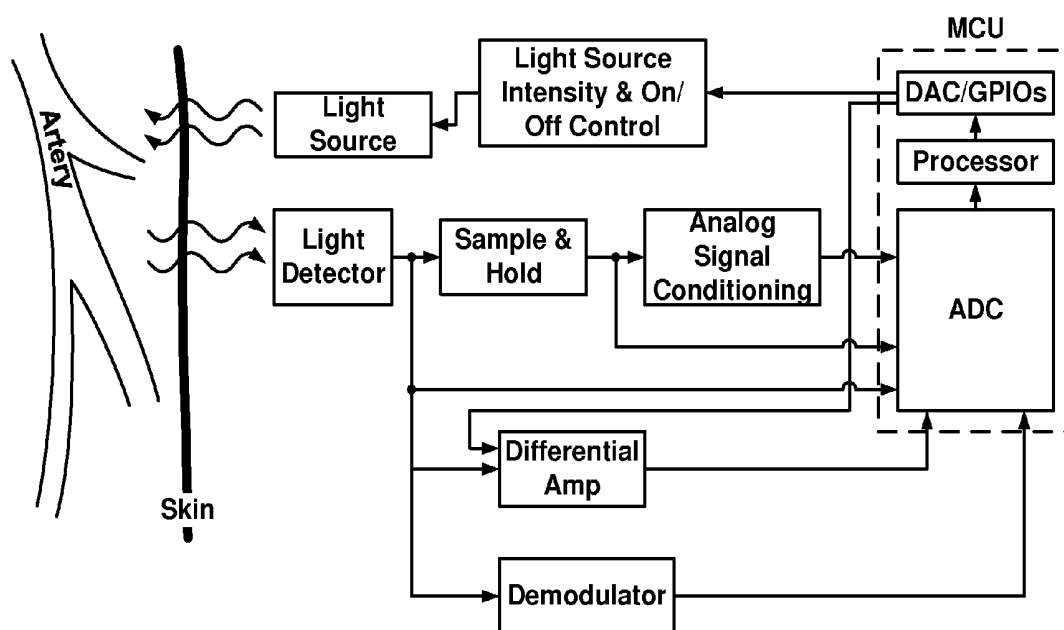 MCU
Light Source
Intensity & On/
Off Control
DAC/GPIOs
Light
Source
Processor
Artery
Light
Detector
Sample &
Hold
Analog
Signal
Conditioning
ADC
Differential
Amp
Skin
Demodulator